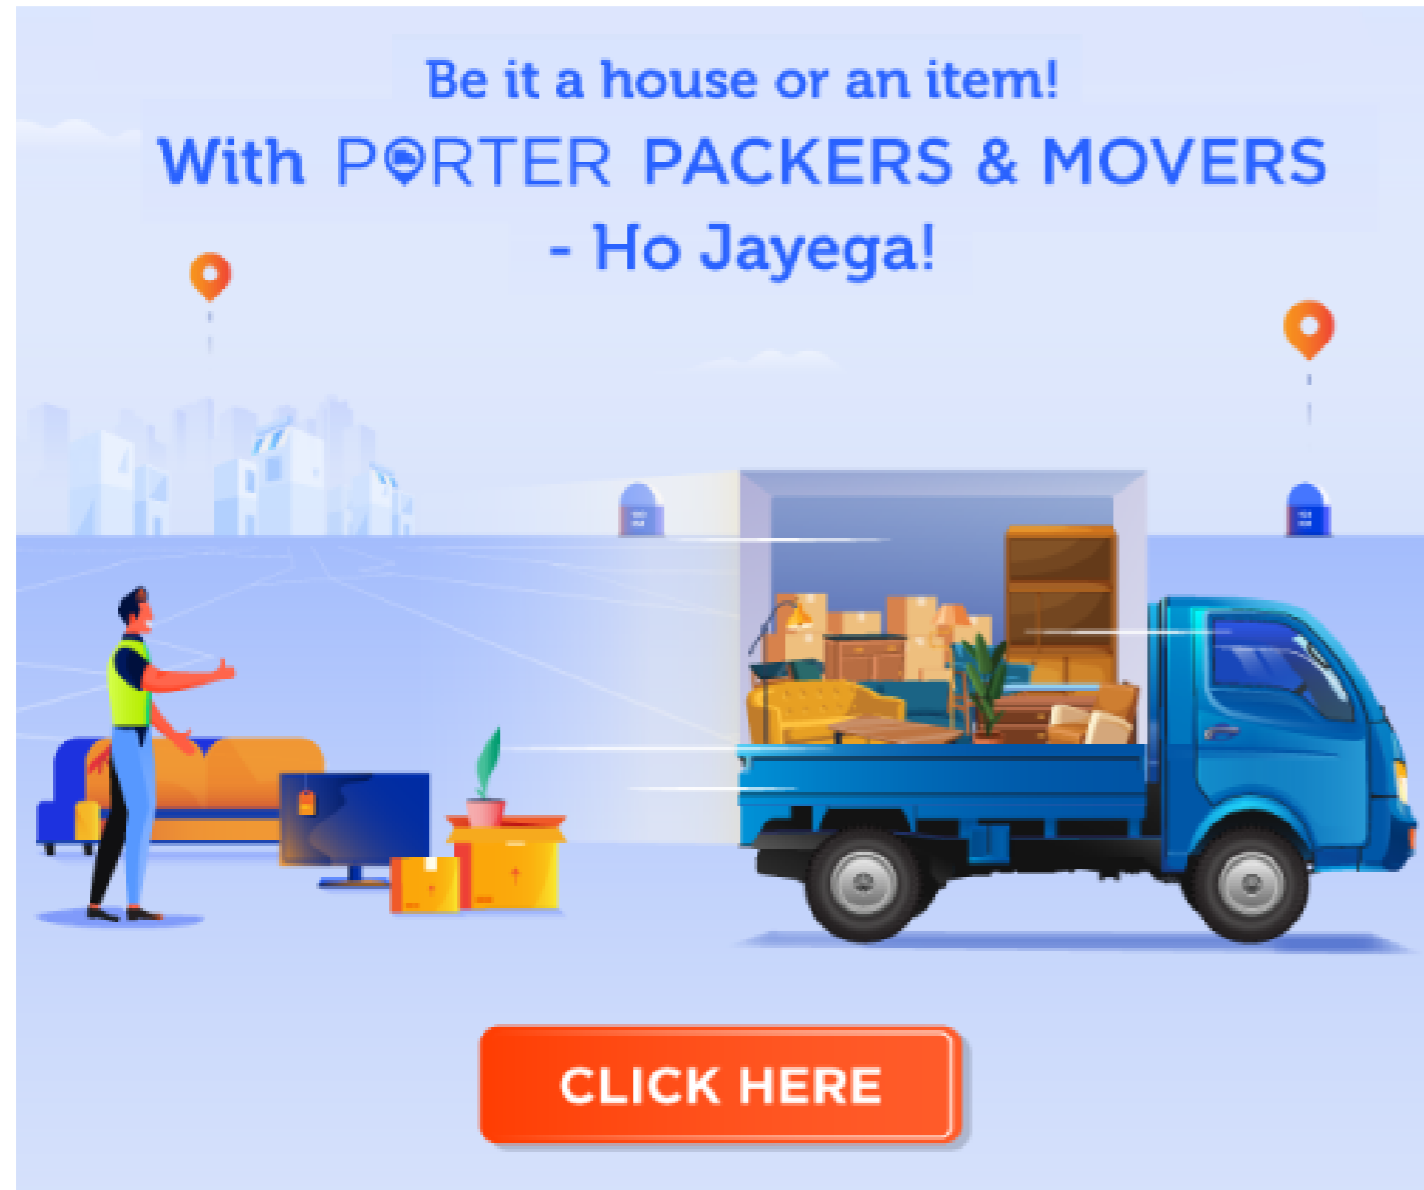 Be it a house or an item!
With PORTER PACKERS & MOVERS
- Ho Jayega!
CLICK HERE